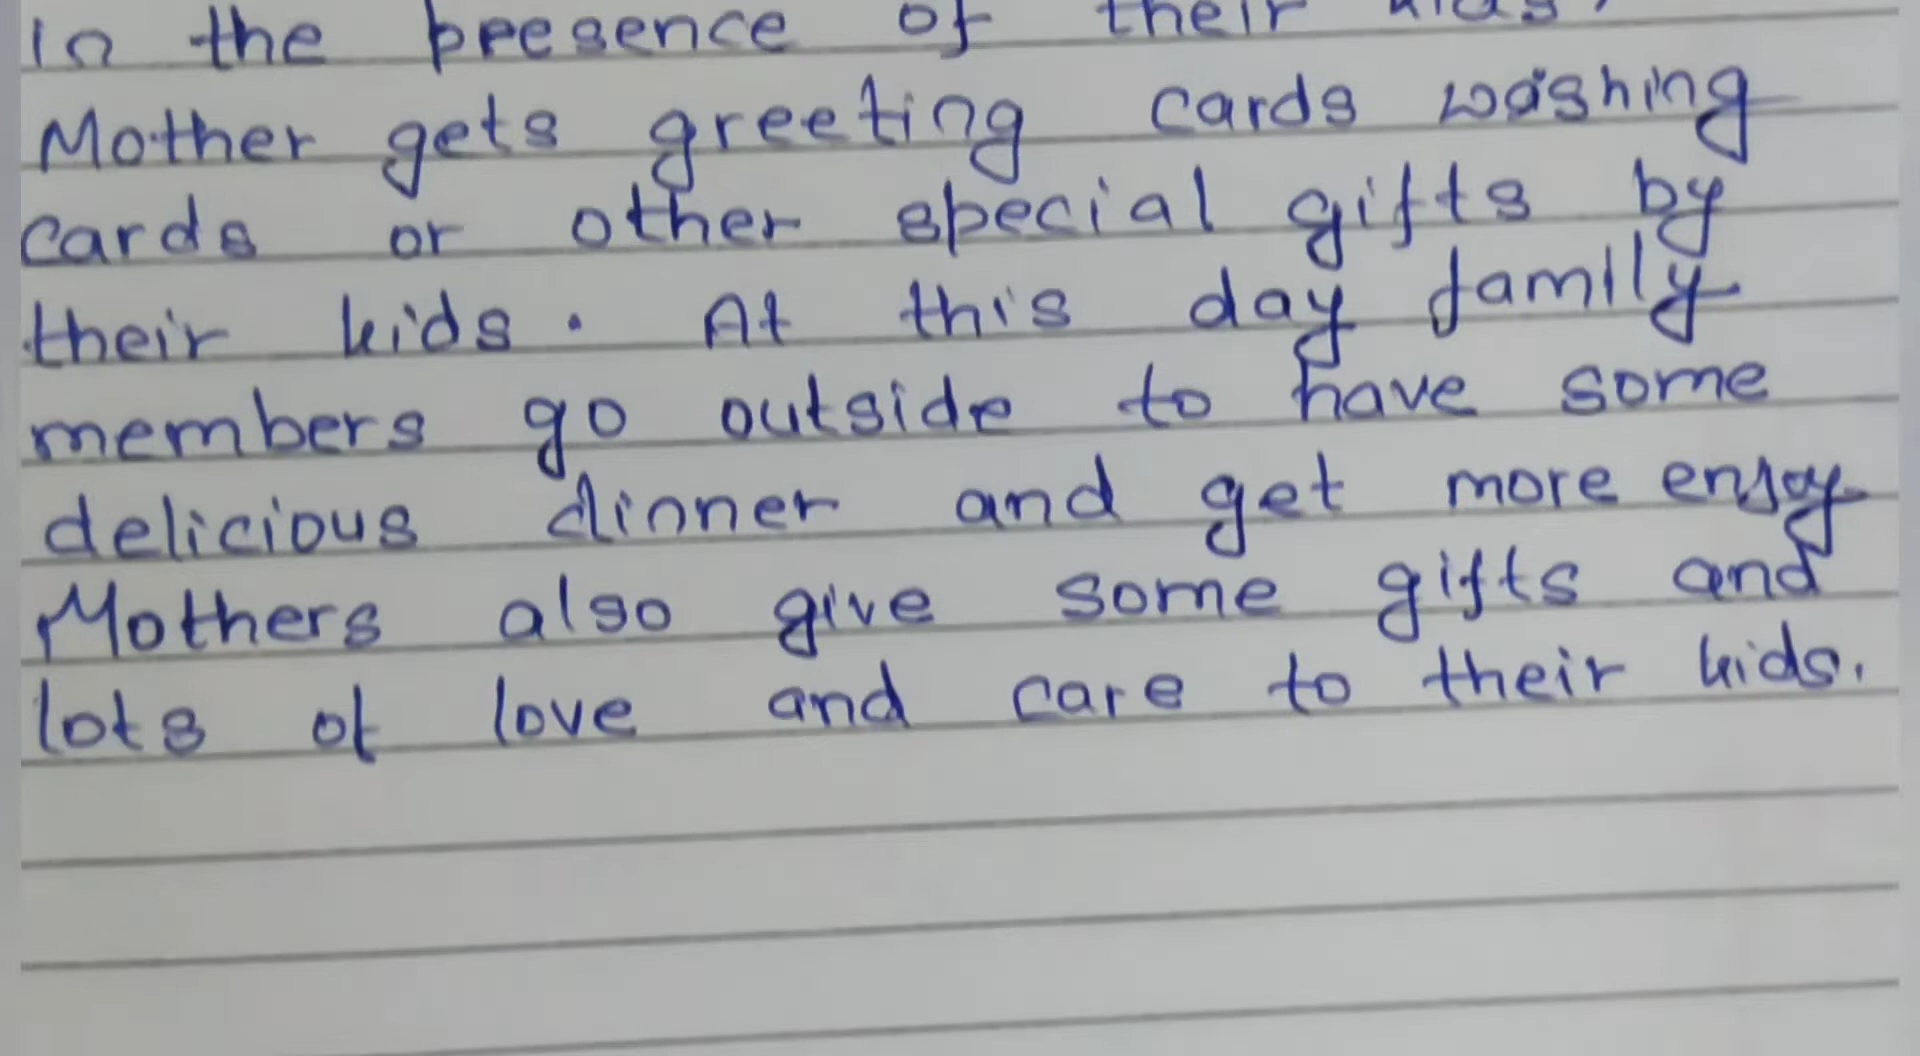 in the presence of their kids.
Mother gets greeting cards washing
cards or other special gifts by
their kids. At this day family
members go outside to have some
delicious dinner and get more enjoy
Mothers also give some gifts and
lots of love and care to their kids.